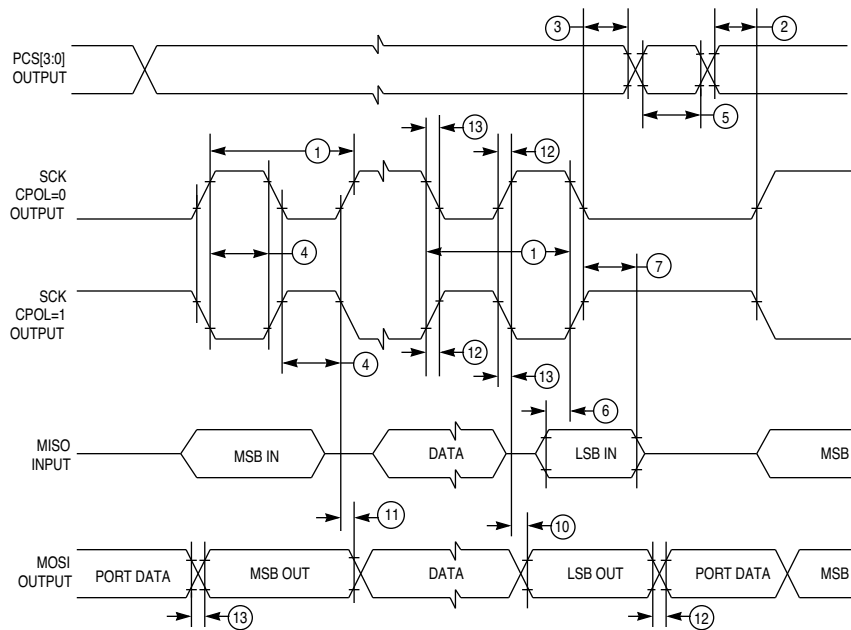 3
2
PCS[3:0]
OUTPUT
5
13
1
12
SCK
CPOL=0
OUTPUT
4
1
7
SCK
CPOL=1
OUTPUT
4
12
13
6
MISO
INPUT
MSB IN
DATA
LSB IN
MSB
11
10
MOSI
OUTPUT
PORT DATA
MSB OUT
DATA
LSB OUT
PORT DATA
MSB
13
12